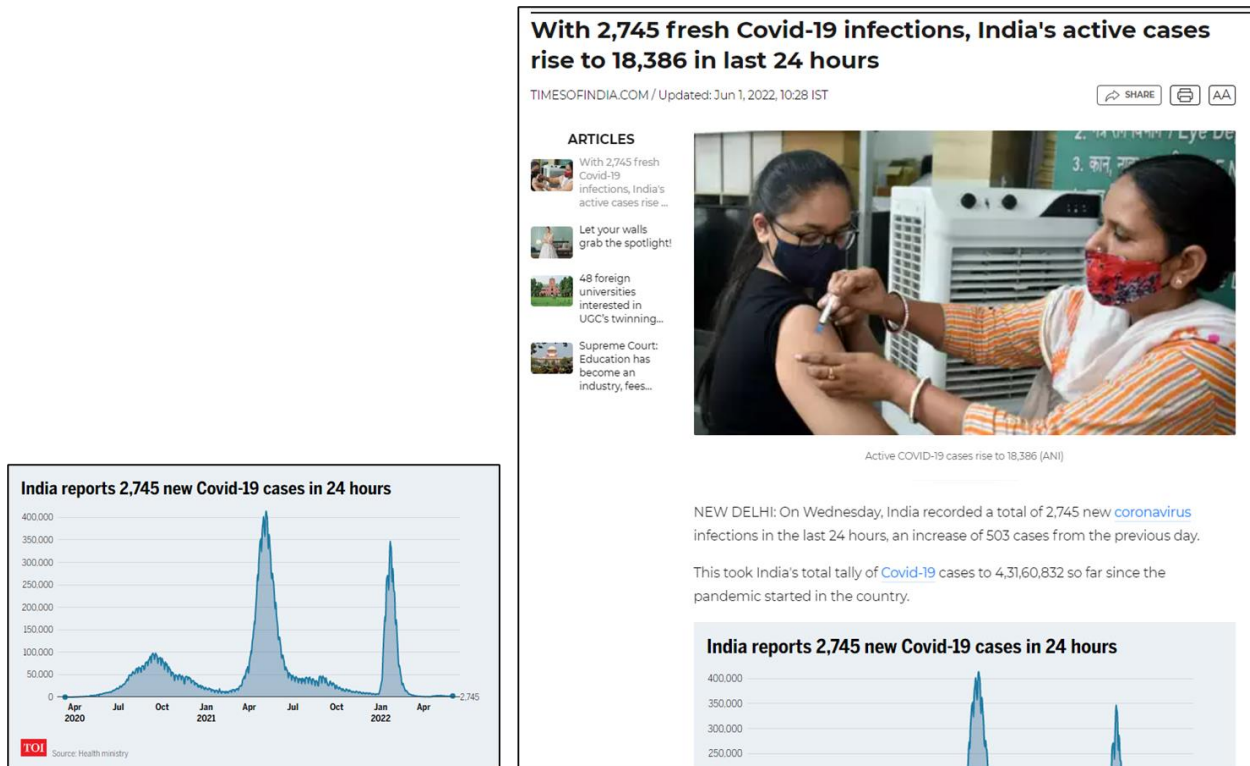 With 2,745 fresh Covid-19 infections, India's active cases
rise to 18,386 in last 24 hours
TIMESOFINDIA.COM / Updated: Jun 1, 2022, 10:28 IST
SHARE
AA
ARTICLES
With 2,745 fresh
Covid-19
infections, India's
active cases rise ...
Let your walls
grab the spotlight!
48 foreign
universities
interested in
UGC's twinning...
Supreme Court:
Education has
become an
industry, fees...
3. कान,
Active COVID-19 cases rise to 18,386 (ANI)
NEW DELHI: On Wednesday, India recorded a total of 2,745 new coronavirus
infections in the last 24 hours, an increase of 503 cases from the previous day.
This took India's total tally of Covid-19 cases to 4,31,60,832 so far since the
pandemic started in the country.
India reports 2,745 new Covid-19 cases in 24 hours
400.000
350.000
300.000
250.000
India reports 2,745 new Covid-19 cases in 24 hours
400.000
350.000
300.000
250.000
200.000
150.000
100.000
50.000
0
2,745
Apr Jul Oct Jan Apr Jul Oct Jan Apr
2020 2021 2022
TOI Source: Health ministry